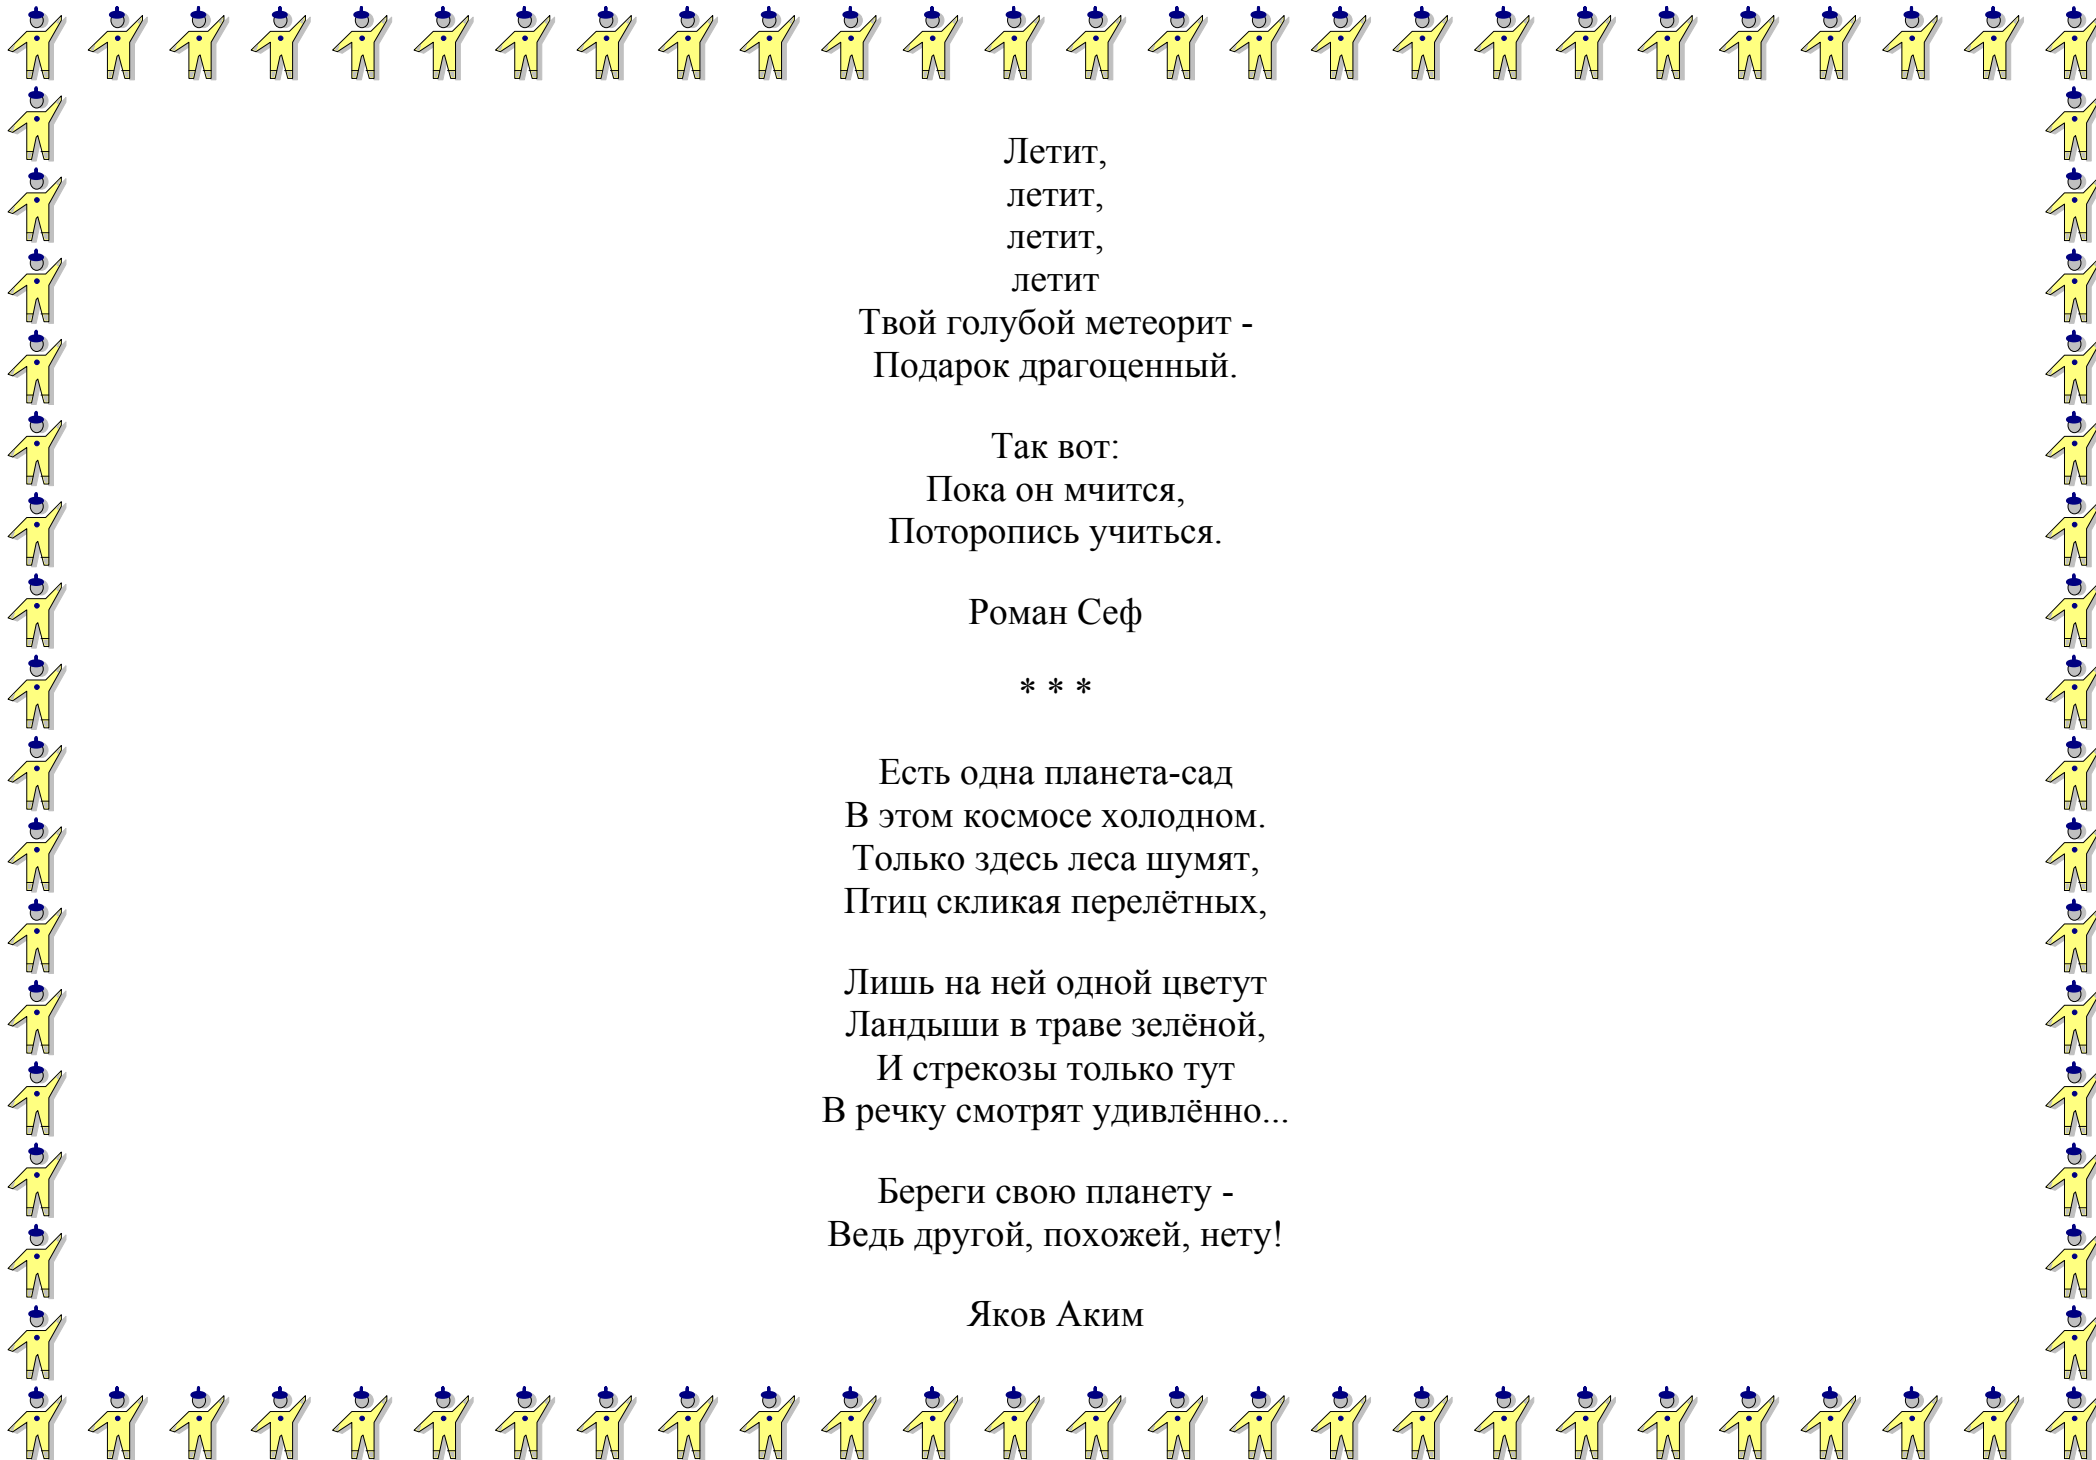 Летит,
летит,
летит,
летит
Твой голубой метеорит -
Подарок драгоценный.
Так вот:
Пока он мчится,
Поторопись учиться.
Роман Сеф
* * *
Есть одна планета-сад
В этом космосе холодном.
Только здесь леса шумят,
Птиц скликая перелётных,
Лишь на ней одной цветут
Ландыши в траве зелёной,
И стрекозы только тут
В речку смотрят удивлённо...
Береги свою планету -
Ведь другой, похожей, нету!
Яков Аким